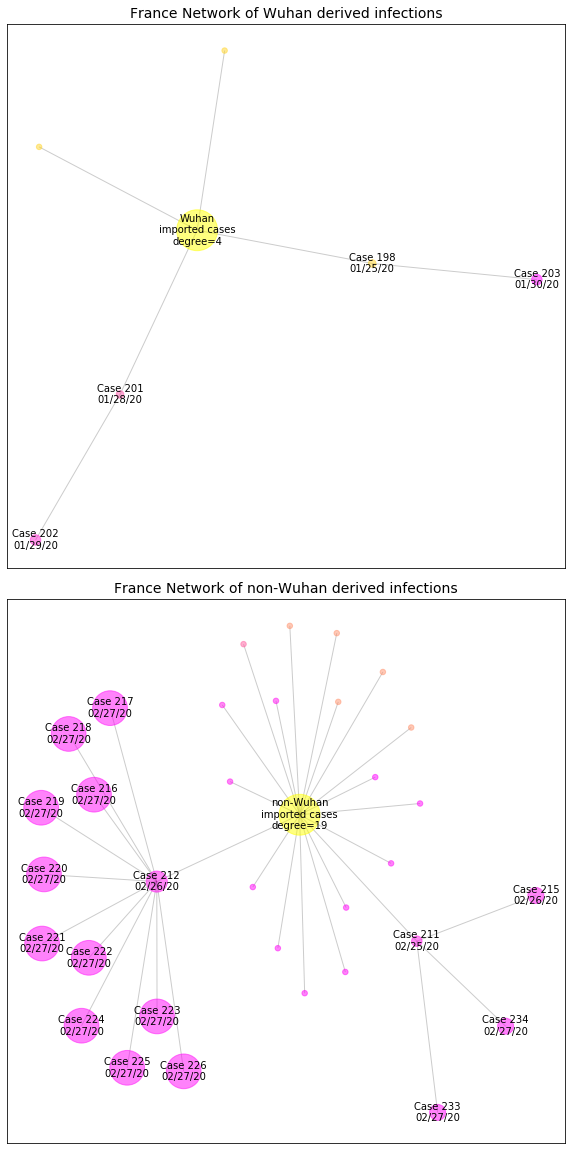 France Network of Wuhan derived infections
Wuhan
imported cases
degree=4
Case 198
01/25/20
Case 203
01/30/20
Case 201
01/28/20
Case 202
01/29/20
France Network of non-Wuhan derived infections
Case 217
02/27/20
Case 218
02/27/20
Case 216
02/27/20
Case 219
02/27/20
non-Wuhan
imported cases
degree=19
Case 220
02/27/20
Case 212
02/26/20
Case 215
02/26/20
Case 221
02/27/20
Case 211
02/25/20
Case 222
02/27/20
Case 223
02/27/20
Case 224
02/27/20
Case 234
02/27/20
Case 225
02/27/20
Case 226
02/27/20
Case 233
02/27/20